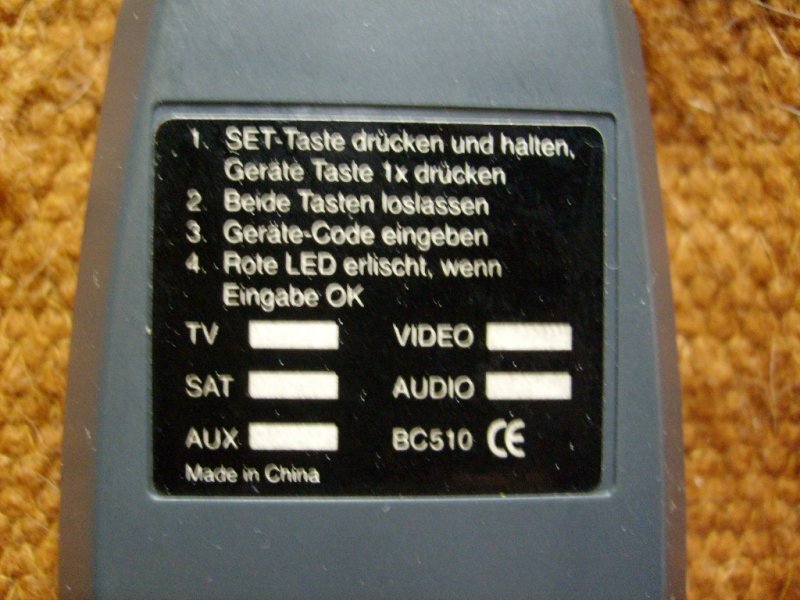 1. SET-Taste drücken und halten,
Geräte Taste 1x drücken
2. Beide Tasten loslassen
3. Geräte-Code eingeben
4. Rote LED erlischt, wenn
Eingabe OK
TV VIDEO
SAT AUDIO
AUX BC510 CE
Made in China